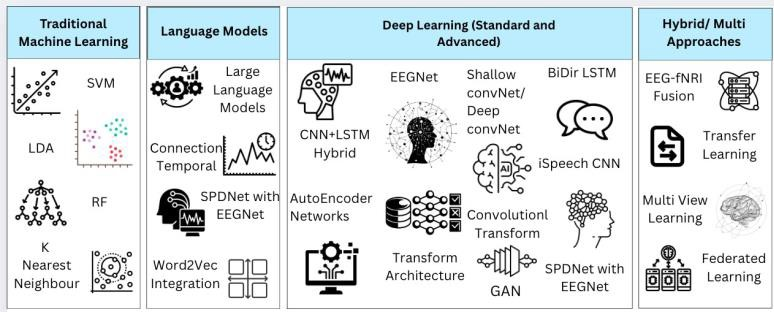 Traditional
Machine Learning
SVM
LDA
RF
K
Nearest
Neighbour
Language Models
Large
Language
Models
Connection
Temporal
SPDNet with
EEGNet
Word2Vec
Integration
Deep Learning (Standard and
Advanced)
EEGNet
Shallow
convNet/
Deep
convNet
BiDir LSTM
CNN+LSTM
Hybrid
AI
iSpeech CNN
AutoEncoder
Networks
Convolutionl
Transform
Transform
Architecture
GAN
SPDNet with
EEGNet
Hybrid/ Multi
Approaches
EEG-fNRI
Fusion
Transfer
Learning
Multi View
Learning
Federated
Learning